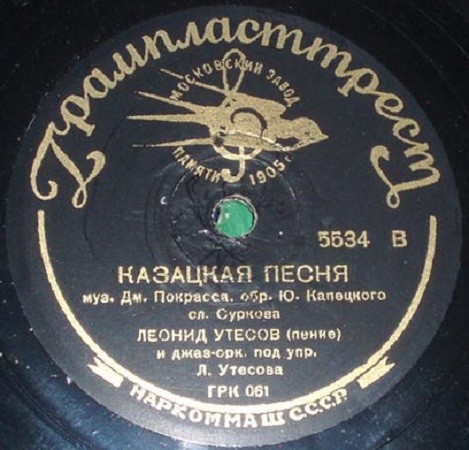 Грампласттрест
МОСКОВСКИЙ ЗАВОД
ПАМЯТИ 1905 г.
5534 В
КАЗАЦКАЯ ПЕСНЯ
муз. Дм. Покрасса, обр. Ю. Капецкого
сл. Суркова
ЛЕОНИД УТЕСОВ (пение)
и джаз-орк. под упр.
Л. Утесова
ГРК 061
НАРКОММАШ С.С.С.Р.